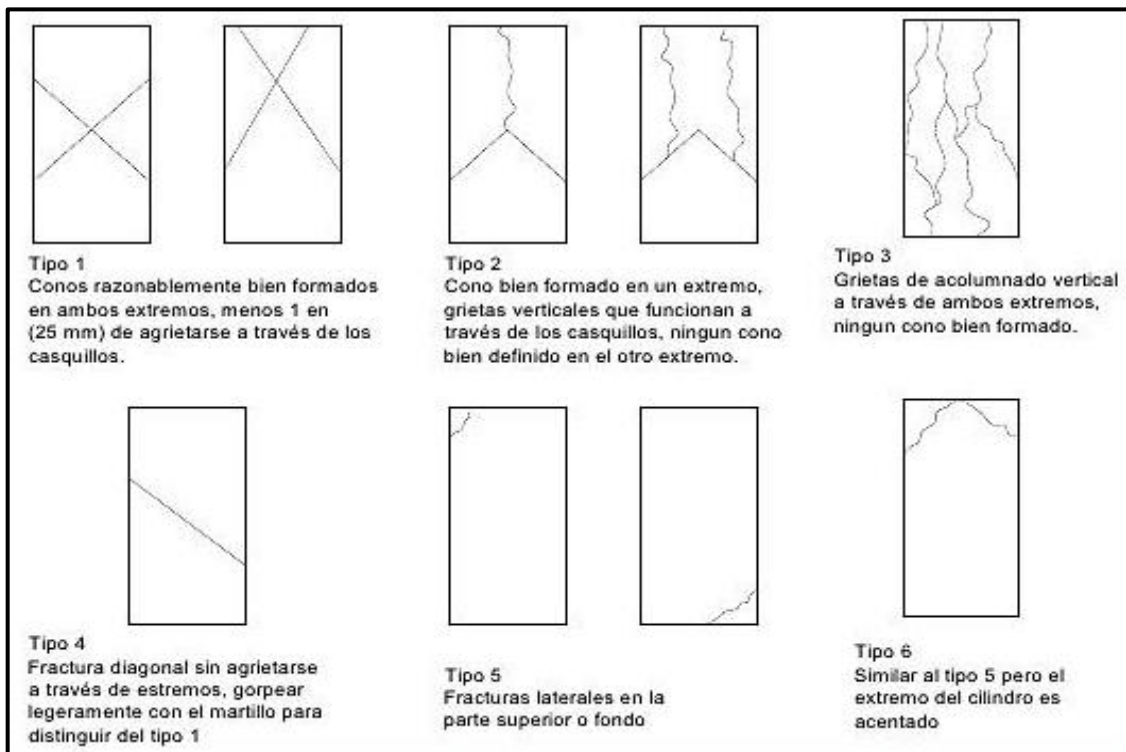 Tipo 1
Conos razonablemente bien formados
en ambos extremos, menos 1 en
(25 mm) de agrietarse a través de los
casquillos.
Tipo 2
Cono bien formado en un extremo,
grietas verticales que funcionan a
través de los casquillos, ningun cono
bien definido en el otro extremo.
Tipo 3
Grietas de acolumnado vertical
a través de ambos extremos,
ningun cono bien formado.
Tipo 4
Fractura diagonal sin agrietarse
a través de estremos, gorpear
legeramente con el martillo para
distinguir del tipo 1
Tipo 5
Fracturas laterales en la
parte superior o fondo
Tipo 6
Similar al tipo 5 pero el
extremo del cilindro es
acentado